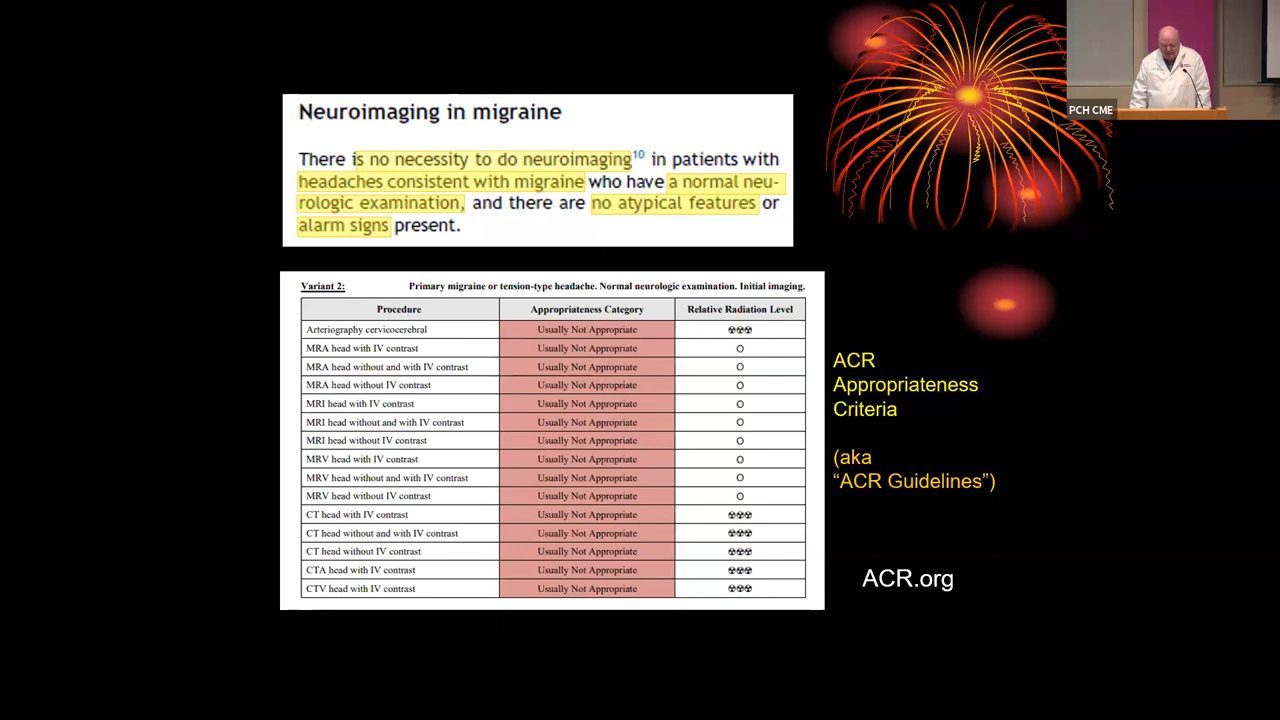 PCH CME
Neuroimaging in migraine
There is no necessity to do neuroimaging10 in patients with
headaches consistent with migraine who have a normal neu-
rologic examination, and there are no atypical features or
alarm signs present.
Variant 2: Primary migraine or tension-type headache. Normal neurologic examination. Initial imaging.
Procedure Appropriateness Category Relative Radiation Level
Arteriography cervicocerebral Usually Not Appropriate ☢☢☢
MRA head with IV contrast Usually Not Appropriate O
MRA head without and with IV contrast Usually Not Appropriate O
MRA head without IV contrast Usually Not Appropriate O
MRI head with IV contrast Usually Not Appropriate O
MRI head without and with IV contrast Usually Not Appropriate O
MRI head without IV contrast Usually Not Appropriate O
MRV head with IV contrast Usually Not Appropriate O
MRV head without and with IV contrast Usually Not Appropriate O
MRV head without IV contrast Usually Not Appropriate O
CT head with IV contrast Usually Not Appropriate ☢☢☢
CT head without and with IV contrast Usually Not Appropriate ☢☢☢
CT head without IV contrast Usually Not Appropriate ☢☢☢
CTA head with IV contrast Usually Not Appropriate ☢☢☢
CTV head with IV contrast Usually Not Appropriate ☢☢☢
ACR
Appropriateness
Criteria
(aka
“ACR Guidelines”)
ACR.org